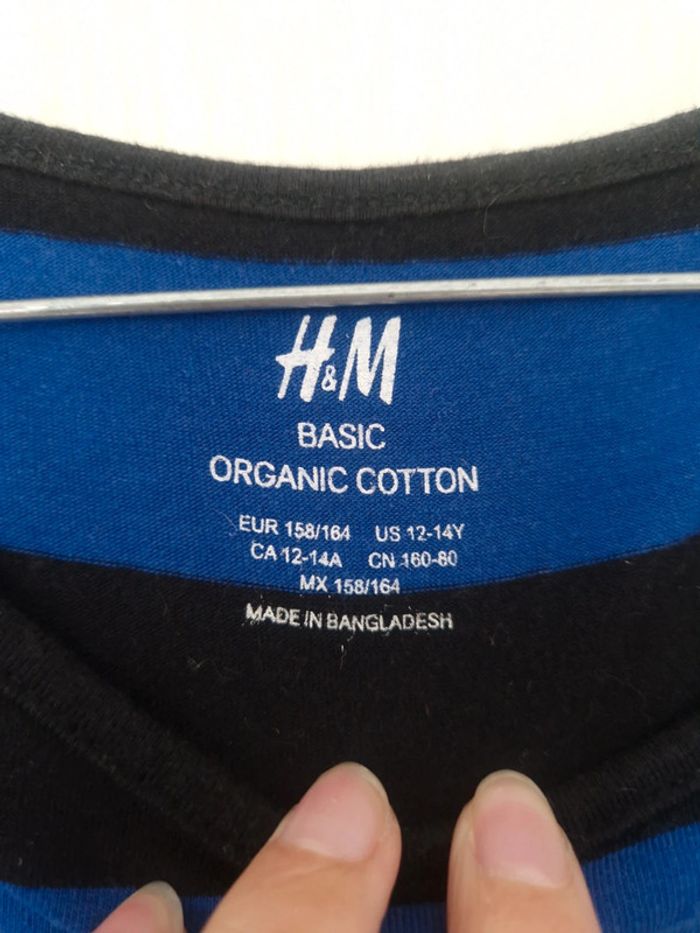 H&M
BASIC
ORGANIC COTTON
EUR 158/164 US 12-14Y
CA 12-14A CN 160-80
MX 158/164
MADE IN BANGLADESH